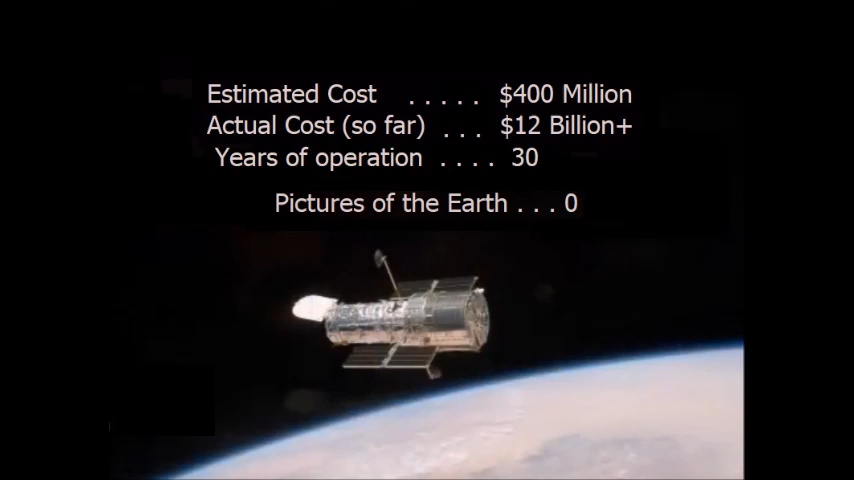 Estimated Cost ..... $400 Million
Actual Cost (so far) ... $12 Billion+
Years of operation .... 30
Pictures of the Earth ... 0